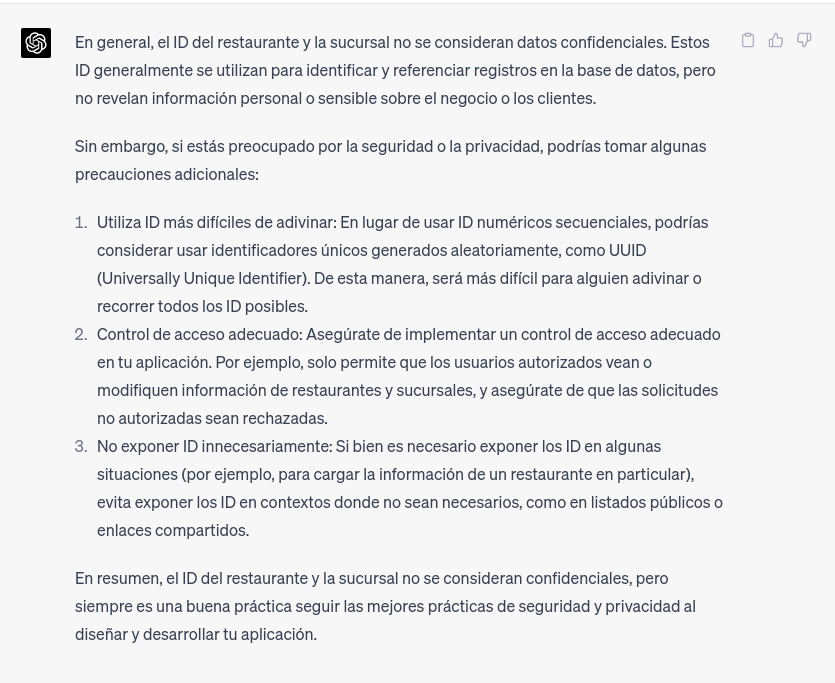 En general, el ID del restaurante y la sucursal no se consideran datos confidenciales. Estos
ID generalmente se utilizan para identificar y referenciar registros en la base de datos, pero
no revelan información personal o sensible sobre el negocio o los clientes.
Sin embargo, si estás preocupado por la seguridad o la privacidad, podrías tomar algunas
precauciones adicionales:
1. Utiliza ID más difíciles de adivinar: En lugar de usar ID numéricos secuenciales, podrías
considerar usar identificadores únicos generados aleatoriamente, como UUID
(Universally Unique Identifier). De esta manera, será más difícil para alguien adivinar o
recorrer todos los ID posibles.
2. Control de acceso adecuado: Asegúrate de implementar un control de acceso adecuado
en tu aplicación. Por ejemplo, solo permite que los usuarios autorizados vean o
modifiquen información de restaurantes y sucursales, y asegúrate de que las solicitudes
no autorizadas sean rechazadas.
3. No exponer ID innecesariamente: Si bien es necesario exponer los ID en algunas
situaciones (por ejemplo, para cargar la información de un restaurante en particular),
evita exponer los ID en contextos donde no sean necesarios, como en listados públicos o
enlaces compartidos.
En resumen, el ID del restaurante y la sucursal no se consideran confidenciales, pero
siempre es una buena práctica seguir las mejores prácticas de seguridad y privacidad al
diseñar y desarrollar tu aplicación.